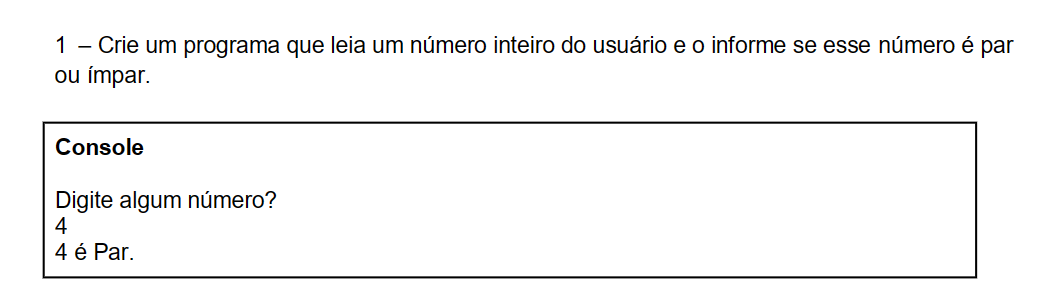 1 – Crie um programa que leia um número inteiro do usuário e o informe se esse número é par
ou ímpar.
Console
Digite algum número?
4
4 é Par.